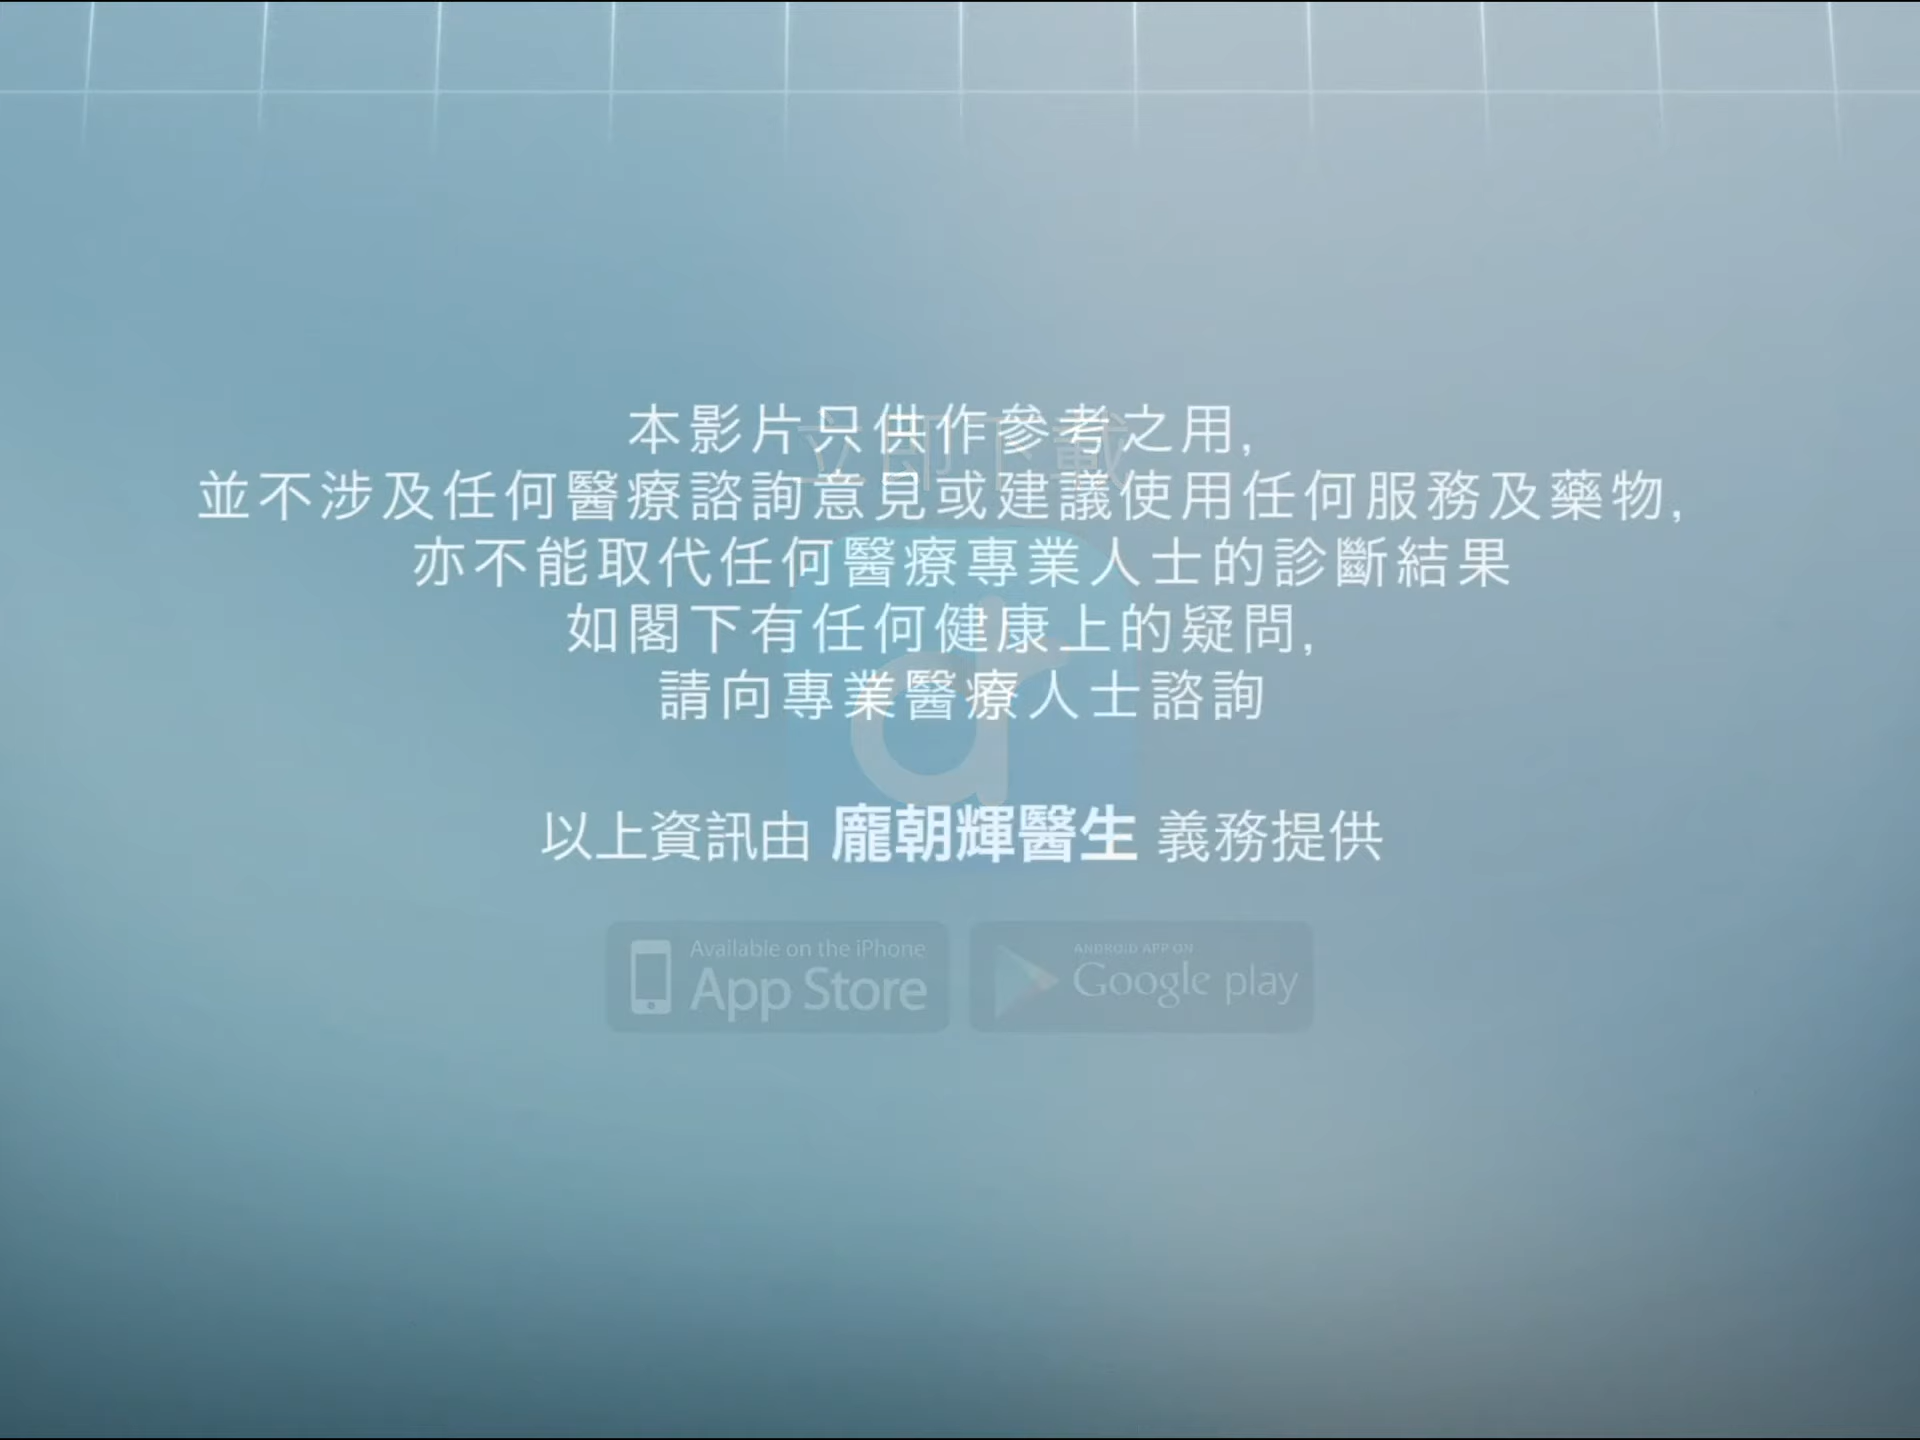 立即下載
本影片只供作參考之用,
並不涉及任何醫療諮詢意見或建議使用任何服務及藥物,
亦不能取代任何醫療專業人士的診斷結果
如閣下有任何健康上的疑問,
請向專業醫療人士諮詢
以上資訊由 龐朝輝醫生 義務提供
Available on the iPhone
App Store
ANDROID APP ON
Google play